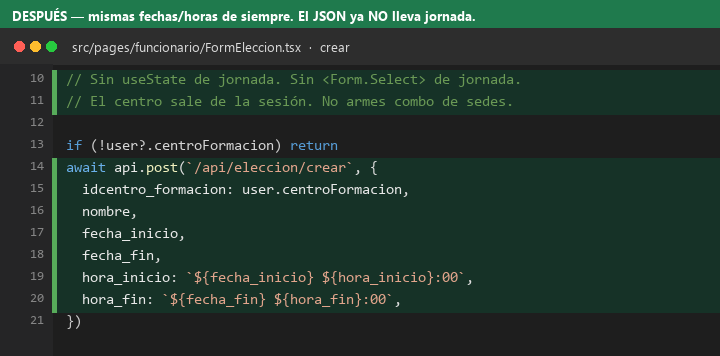 DESPUÉS — mismas fechas/horas de siempre. El JSON ya NO lleva jornada.
src/pages/funcionario/FormEleccion.tsx · crear
10 // Sin useState de jornada. Sin <Form.Select> de jornada.
11 // El centro sale de la sesión. No armes combo de sedes.
12
13 if (!user?.centroFormacion) return
14 await api.post(`/api/eleccion/crear`, {
15   idcentro_formacion: user.centroFormacion,
16   nombre,
17   fecha_inicio,
18   fecha_fin,
19   hora_inicio: `${fecha_inicio} ${hora_inicio}:00`,
20   hora_fin: `${fecha_fin} ${hora_fin}:00`,
21 })